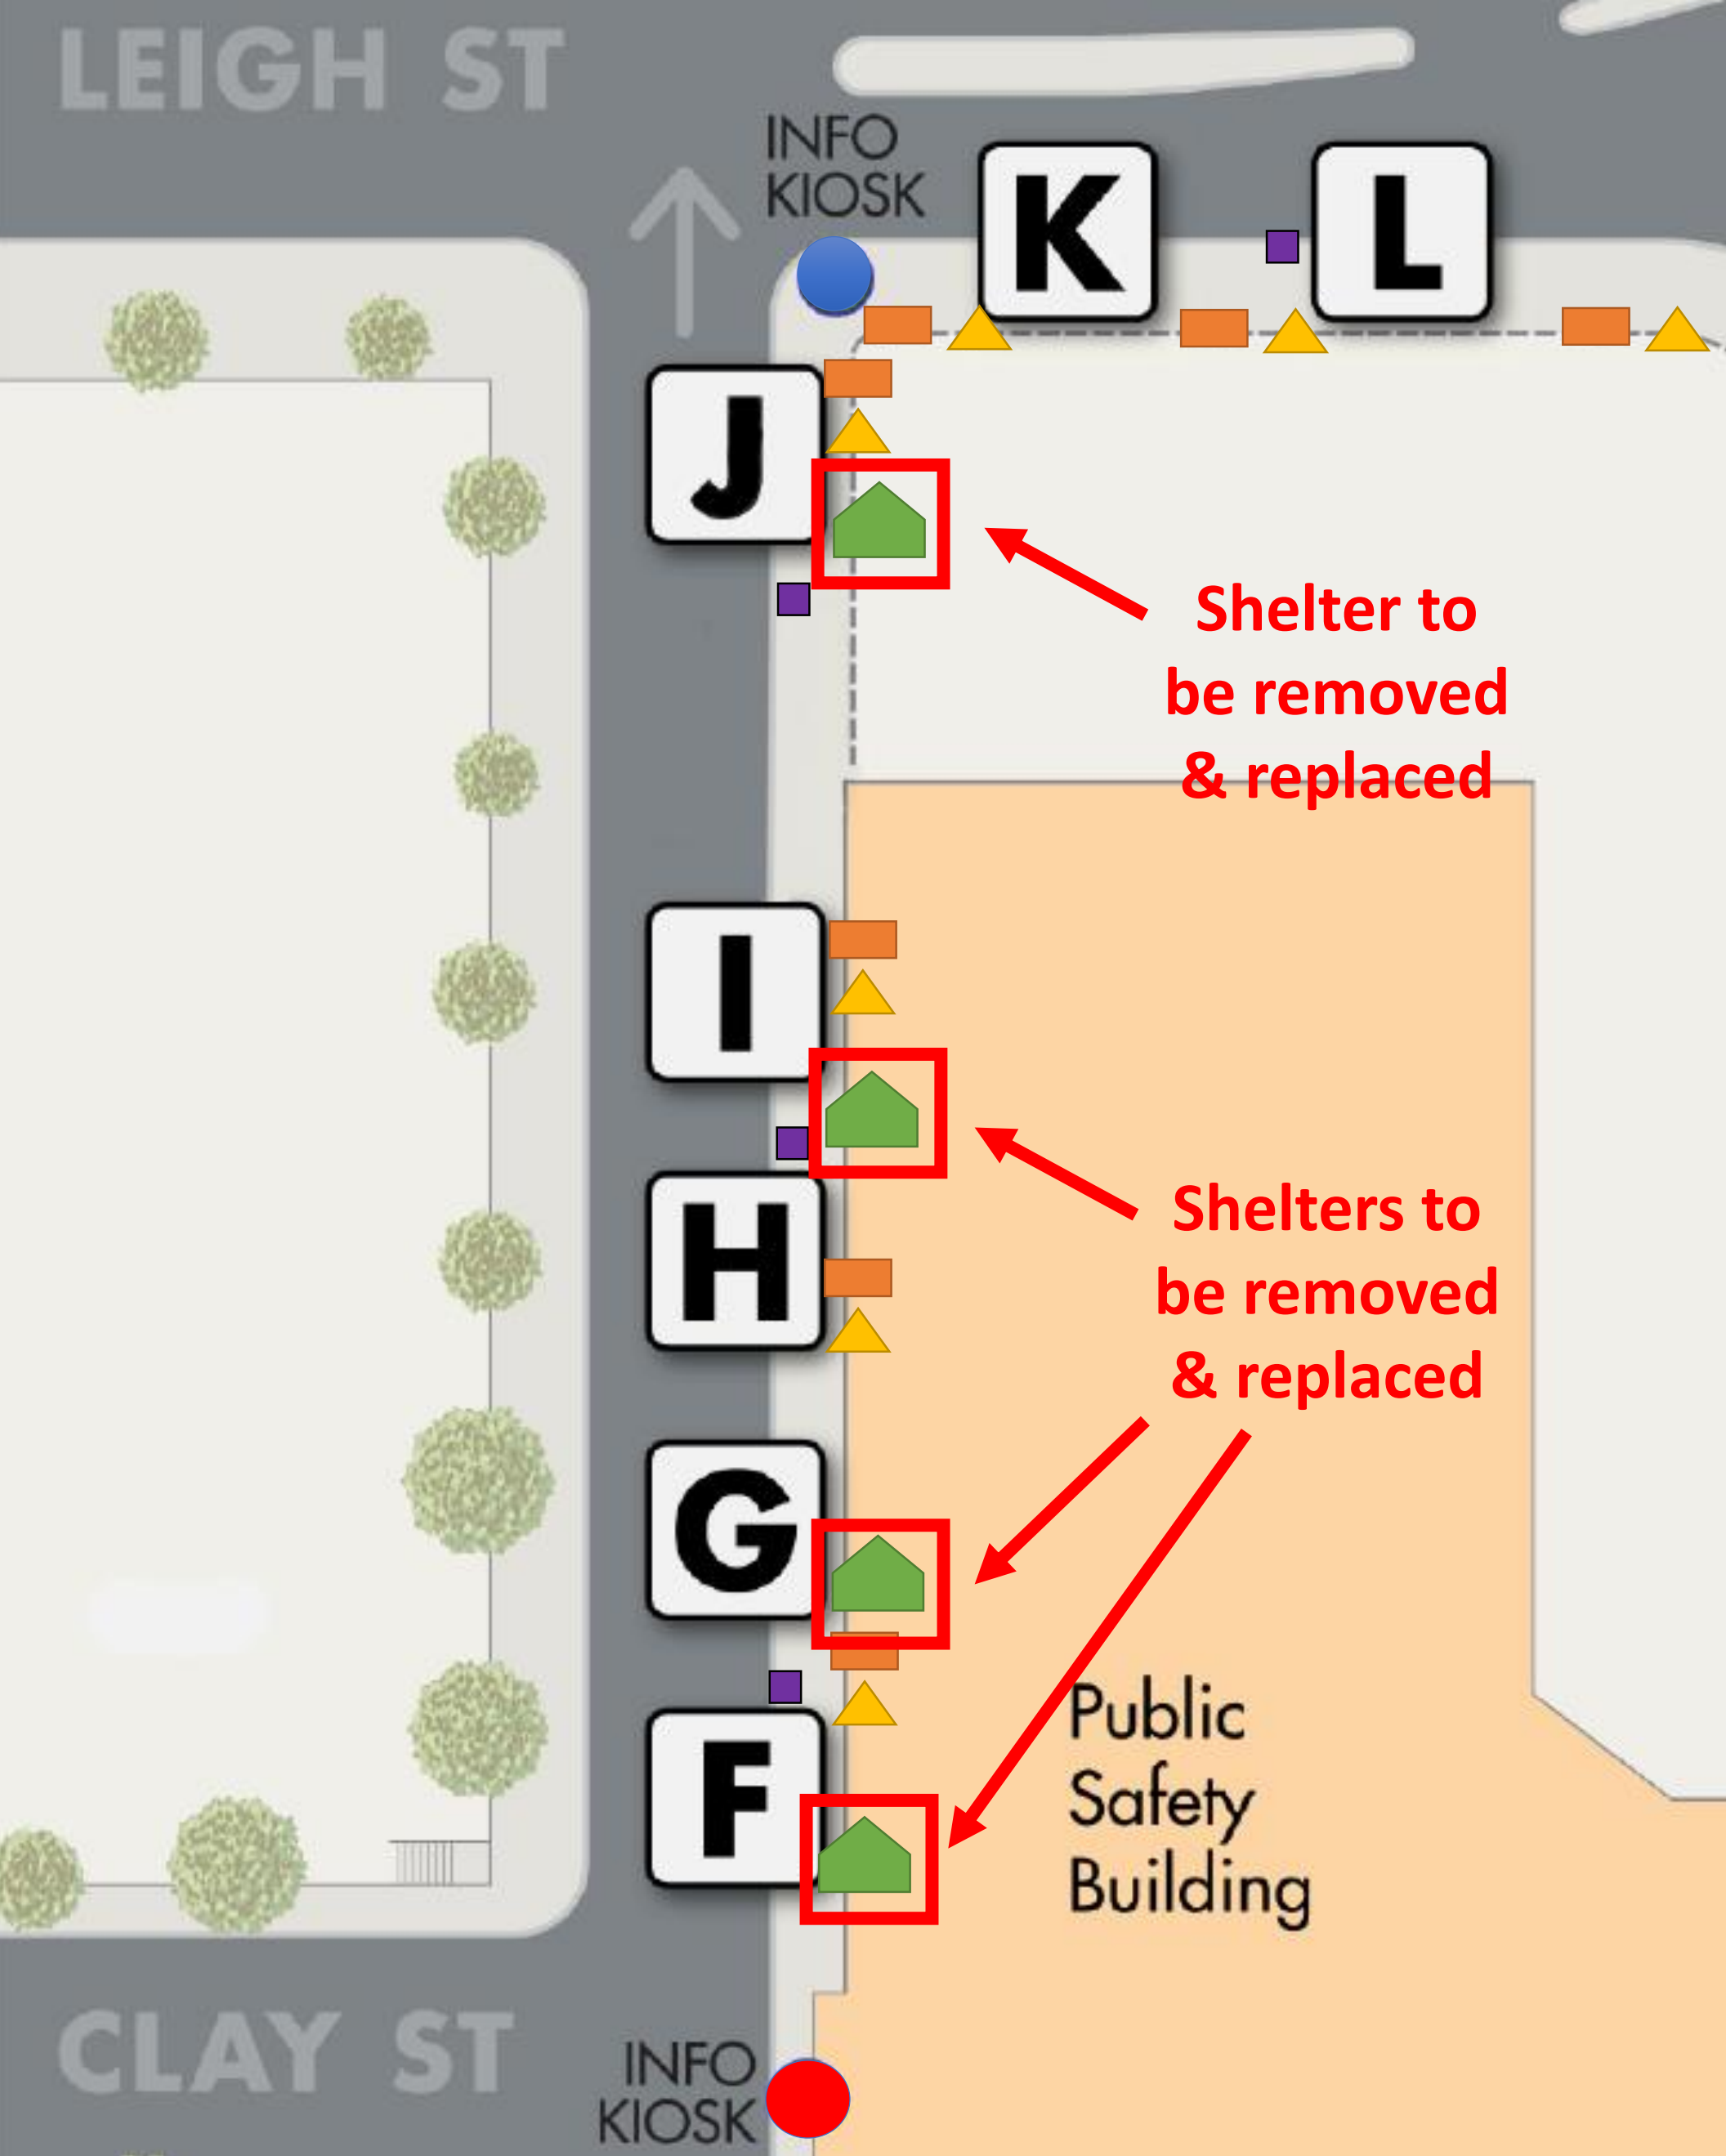 LEIGH ST
INFO
KIOSK
K
L
J
Shelter to
be removed
& replaced
I
Shelters to
be removed
& replaced
H
G
F
Public
Safety
Building
CLAY ST
INFO
KIOSK